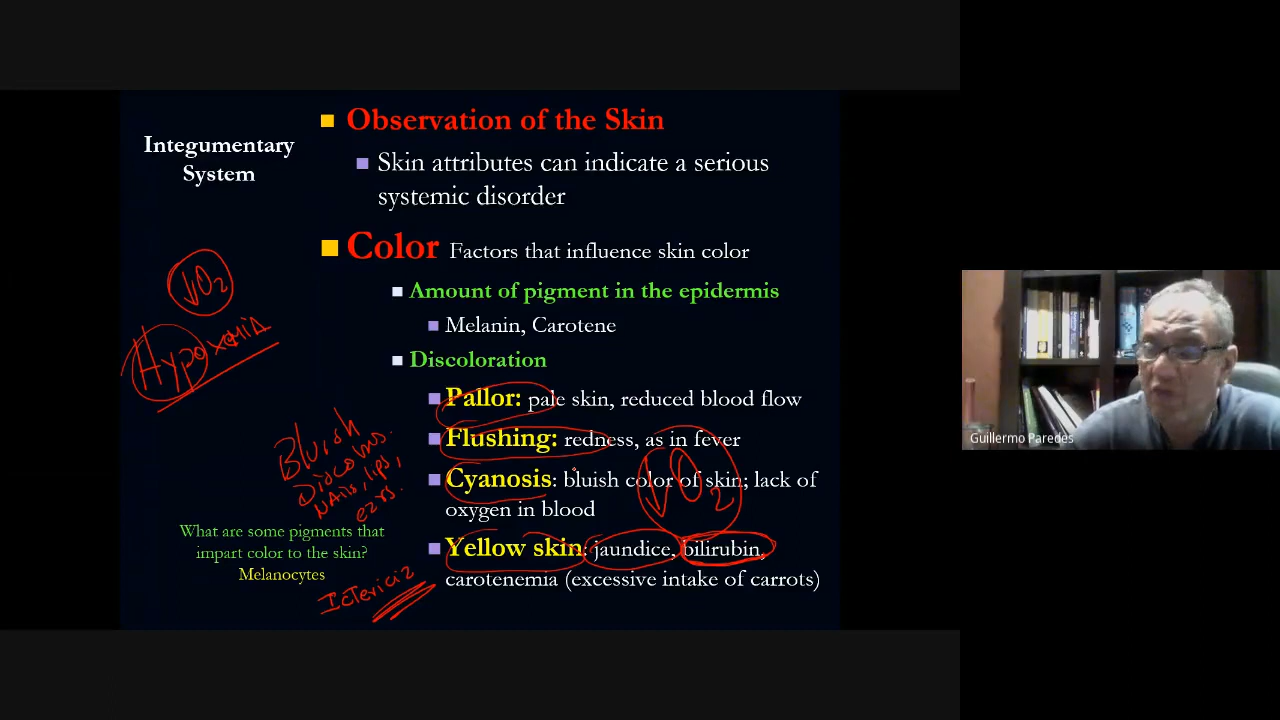 Integumentary
System
Observation of the Skin
Skin attributes can indicate a serious
systemic disorder
Color Factors that influence skin color
Amount of pigment in the epidermis
Melanin, Carotene
Discoloration
Pallor: pale skin, reduced blood flow
Flushing: redness, as in fever
Cyanosis: bluish color of skin; lack of
oxygen in blood
Yellow skin: jaundice, bilirubin,
carotenemia (excessive intake of carrots)
↓O2
Hypoxemia
Bluish
NAils, lips,
ears.
↓O2
What are some pigments that
impart color to the skin?
Melanocytes
Guillermo Paredes